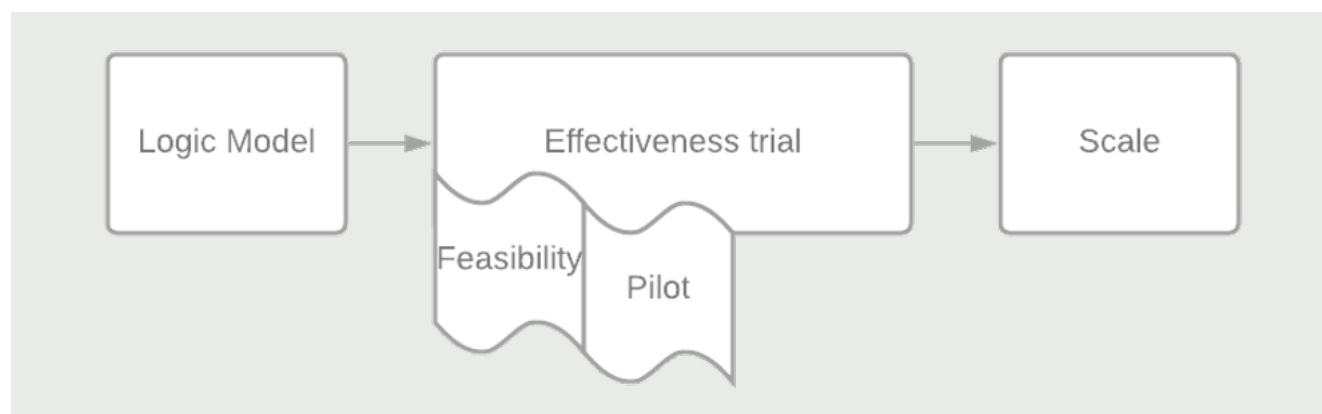 Logic Model
Effectiveness trial
Scale
Feasibility
Pilot